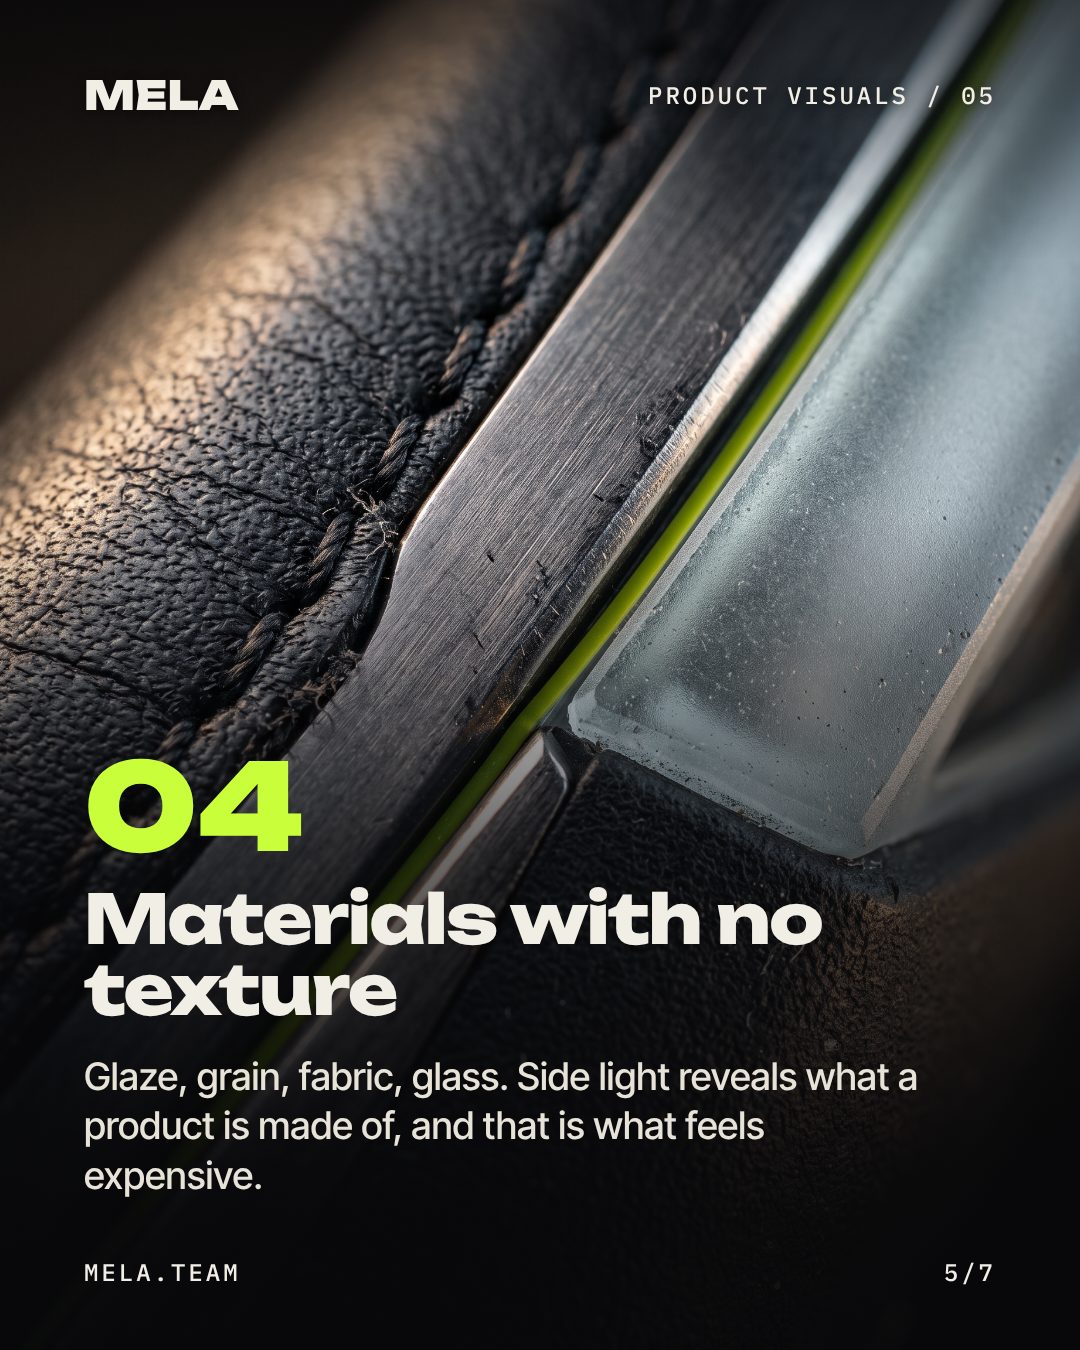 MELA
PRODUCT VISUALS / 05
04
Materials with no
texture
Glaze, grain, fabric, glass. Side light reveals what a
product is made of, and that is what feels
expensive.
MELA.TEAM
5/7